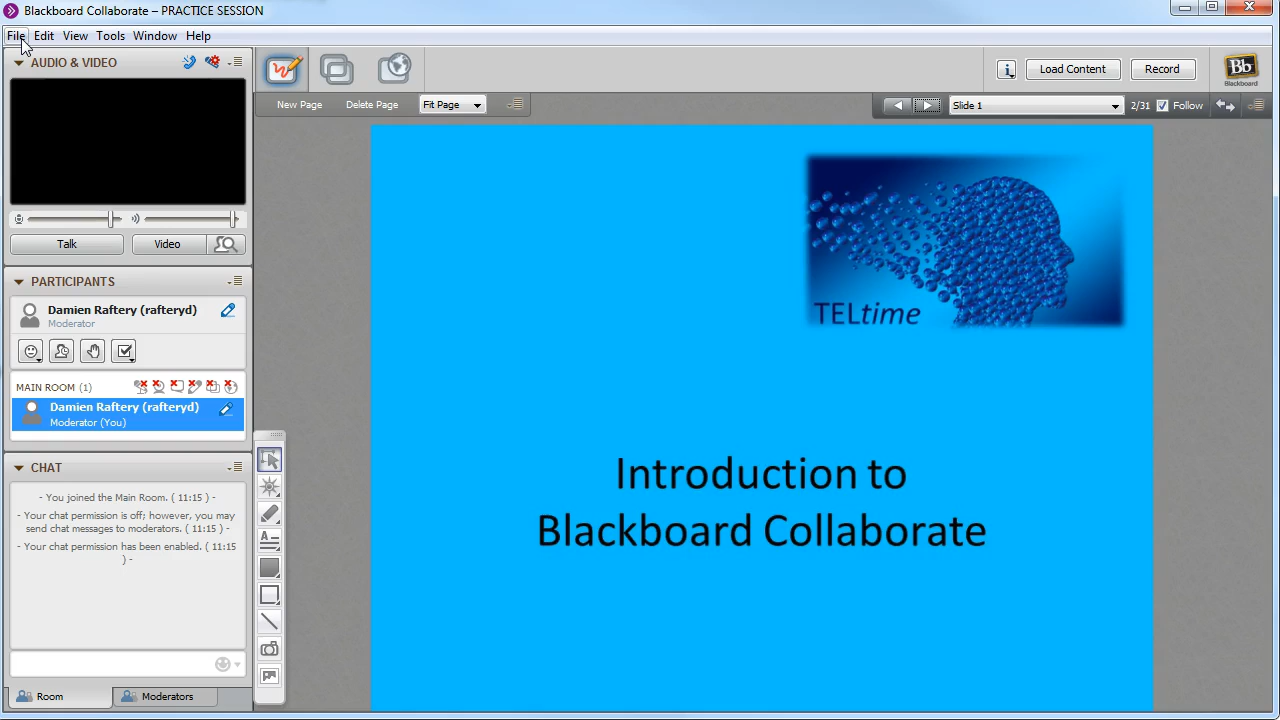 Blackboard Collaborate – PRACTICE SESSION
File Edit View Tools Window Help
AUDIO & VIDEO
Talk
Video
PARTICIPANTS
Damien Raftery (rafteryd)
Moderator
MAIN ROOM (1)
Damien Raftery (rafteryd)
Moderator (You)
CHAT
- You joined the Main Room. ( 11:15 ) -
- Your chat permission is off; however, you may
send chat messages to moderators. ( 11:15 ) -
- Your chat permission has been enabled. ( 11:15
) -
Room
Moderators
Load Content
Record
Bb
Blackboard
New Page
Delete Page
Fit Page
Slide 1
2/31
Follow
TELtime
Introduction to
Blackboard Collaborate